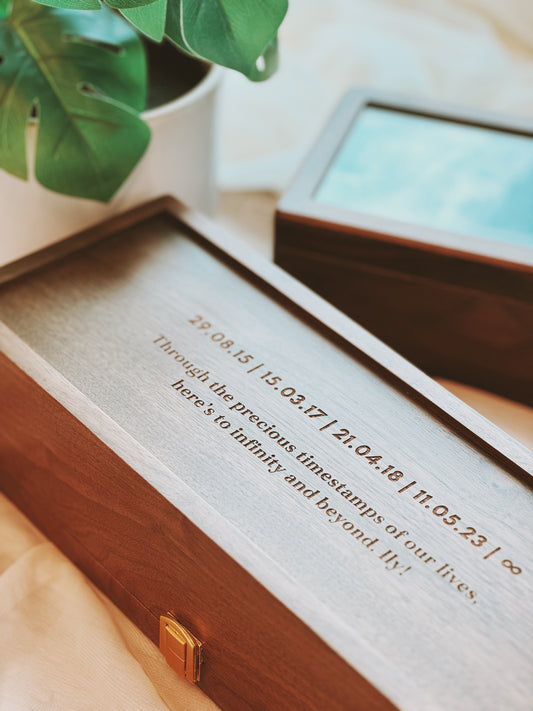 29.08.15 | 15.03.17 | 21.04.18 | 11.05.23 | ∞
Through the precious timestamps of our lives,
here's to infinity and beyond. Ily!